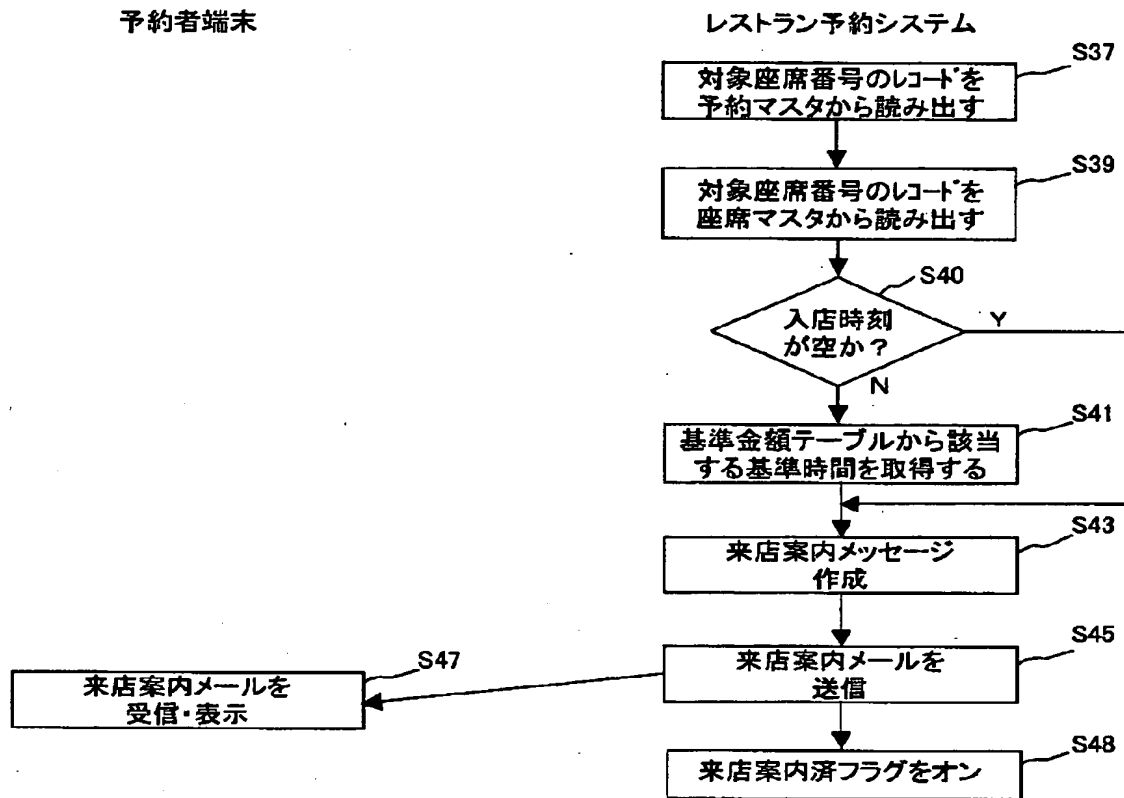 予約者端末
レストラン予約システム
S37
対象座席番号のレコードを
予約マスタから読み出す
S39
対象座席番号のレコードを
座席マスタから読み出す
S40
入店時刻
が空か？
Y
N
S41
基準金額テーブルから該当
する基準時間を取得する
S43
来店案内メッセージ
作成
S45
来店案内メールを
送信
S47
来店案内メールを
受信・表示
S48
来店案内済フラグをオン